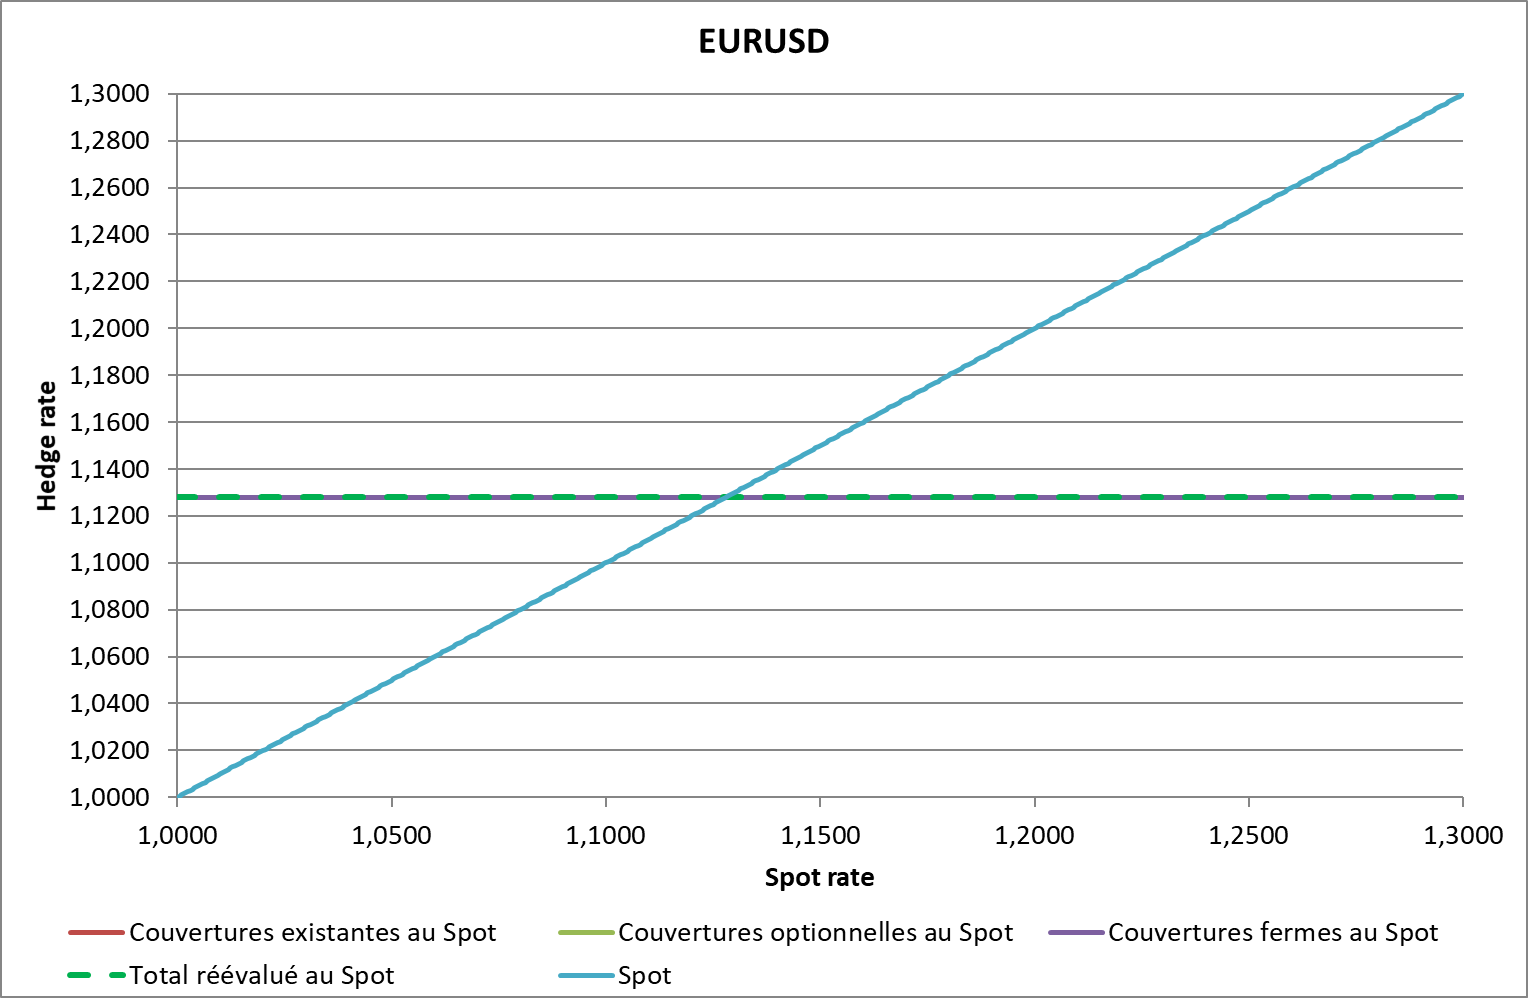 EURUSD
1,3000
1,2800
1,2600
1,2400
1,2200
1,2000
1,1800
1,1600
1,1400
1,1200
1,1000
1,0800
1,0600
1,0400
1,0200
1,0000
Hedge rate
1,0000 1,0500 1,1000 1,1500 1,2000 1,2500 1,3000
Spot rate
Couvertures existantes au Spot Couvertures optionnelles au Spot Couvertures fermes au Spot
Total réévalué au Spot Spot